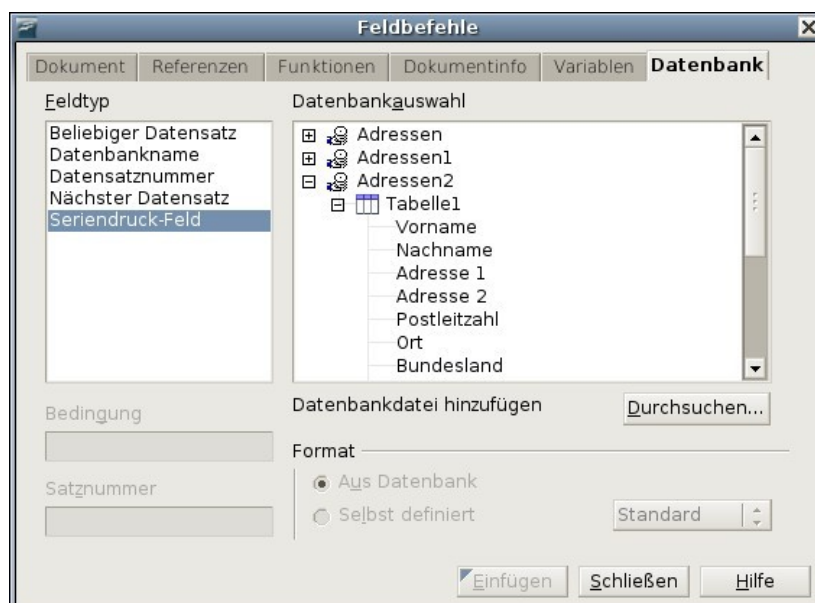 Feldbefehle
Dokument Referenzen Funktionen Dokumentinfo Variablen Datenbank
Feldtyp
Beliebiger Datensatz
Datenbankname
Datensatznummer
Nächster Datensatz
Seriendruck-Feld
Datenbankauswahl
Adressen
Adressen1
Adressen2
Tabelle1
Vorname
Nachname
Adresse 1
Adresse 2
Postleitzahl
Ort
Bundesland
Bedingung
Satznummer
Datenbankdatei hinzufügen
Durchsuchen...
Format
Aus Datenbank
Selbst definiert
Standard
Einfügen Schließen Hilfe